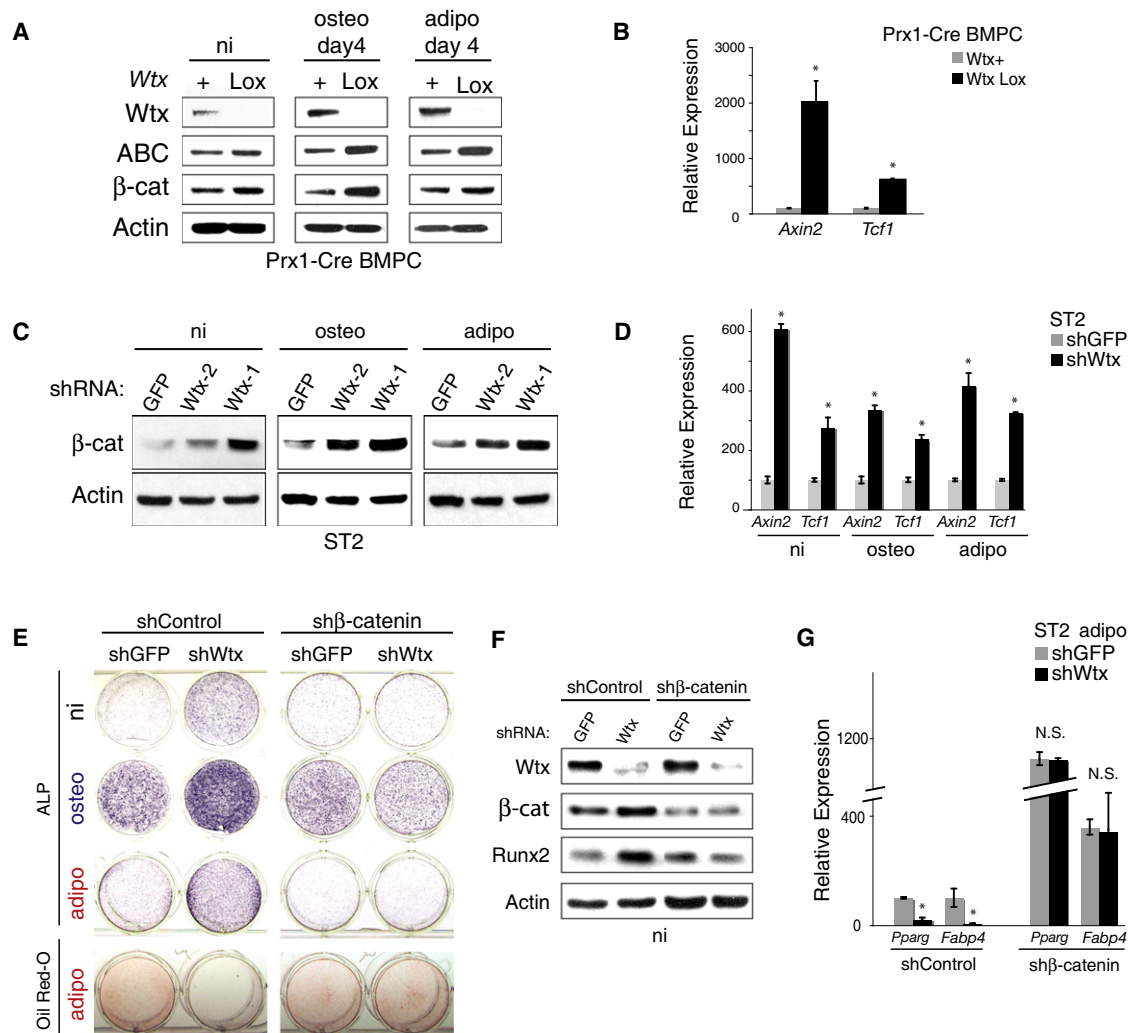 A
ni
osteo
day4
adipo
day 4
Wtx
+ Lox
+ Lox
+ Lox
Wtx
ABC
β-cat
Actin
Prx1-Cre BMPC
B
Prx1-Cre BMPC
Wtx+
Wtx Lox
Relative Expression
3000
2000
1000
0
*
*
Axin2
Tcf1
C
ni
osteo
adipo
shRNA:
GFP
Wtx-2
Wtx-1
GFP
Wtx-2
Wtx-1
GFP
Wtx-2
Wtx-1
β-cat
Actin
ST2
D
ST2
shGFP
shWtx
Relative Expression
600
400
200
0
*
*
*
*
*
*
Axin2 Tcf1 Axin2 Tcf1 Axin2 Tcf1
ni
osteo
adipo
E
shControl
shβ-catenin
shGFP shWtx
shGFP shWtx
ALP
ni
osteo
adipo
Oil Red-O
adipo
F
shControl
shβ-catenin
shRNA:
GFP
Wtx
GFP
Wtx
Wtx
β-cat
Runx2
Actin
ni
G
ST2 adipo
shGFP
shWtx
Relative Expression
1200
400
0
N.S.
N.S.
*
*
Pparg Fabp4
Pparg Fabp4
shControl
shβ-catenin